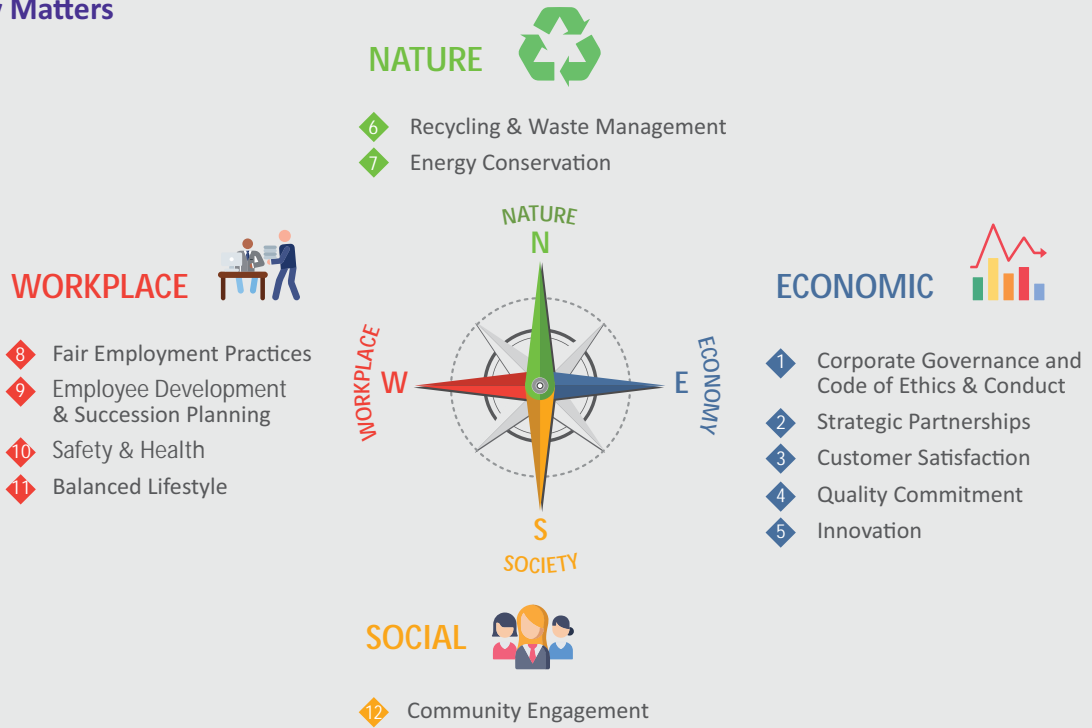 Matters
NATURE
6 Recycling & Waste Management
7 Energy Conservation
NATURE
N
WORKPLACE
8 Fair Employment Practices
9 Employee Development
& Succession Planning
10 Safety & Health
11 Balanced Lifestyle
WORKPLACE
W
E
ECONOMY
ECONOMIC
1 Corporate Governance and
Code of Ethics & Conduct
2 Strategic Partnerships
3 Customer Satisfaction
4 Quality Commitment
5 Innovation
S
SOCIETY
SOCIAL
12 Community Engagement